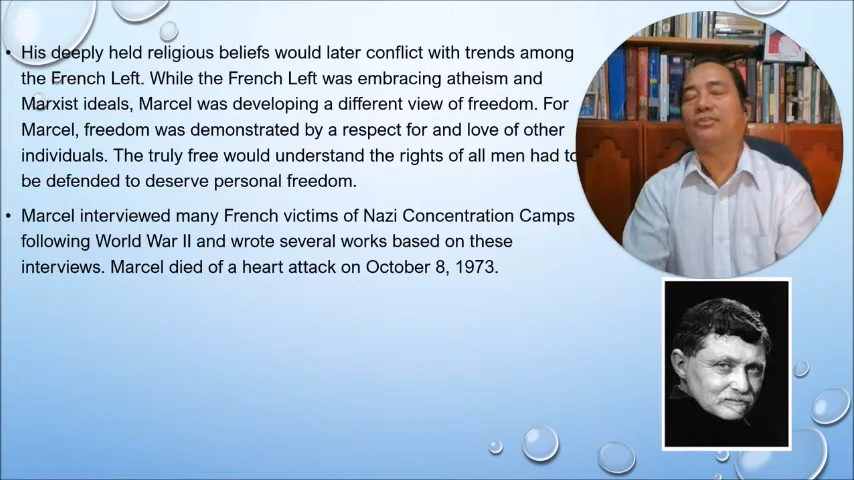 • His deeply held religious beliefs would later conflict with trends among
the French Left. While the French Left was embracing atheism and
Marxist ideals, Marcel was developing a different view of freedom. For
Marcel, freedom was demonstrated by a respect for and love of other
individuals. The truly free would understand the rights of all men had to
be defended to deserve personal freedom.
• Marcel interviewed many French victims of Nazi Concentration Camps
following World War II and wrote several works based on these
interviews. Marcel died of a heart attack on October 8, 1973.